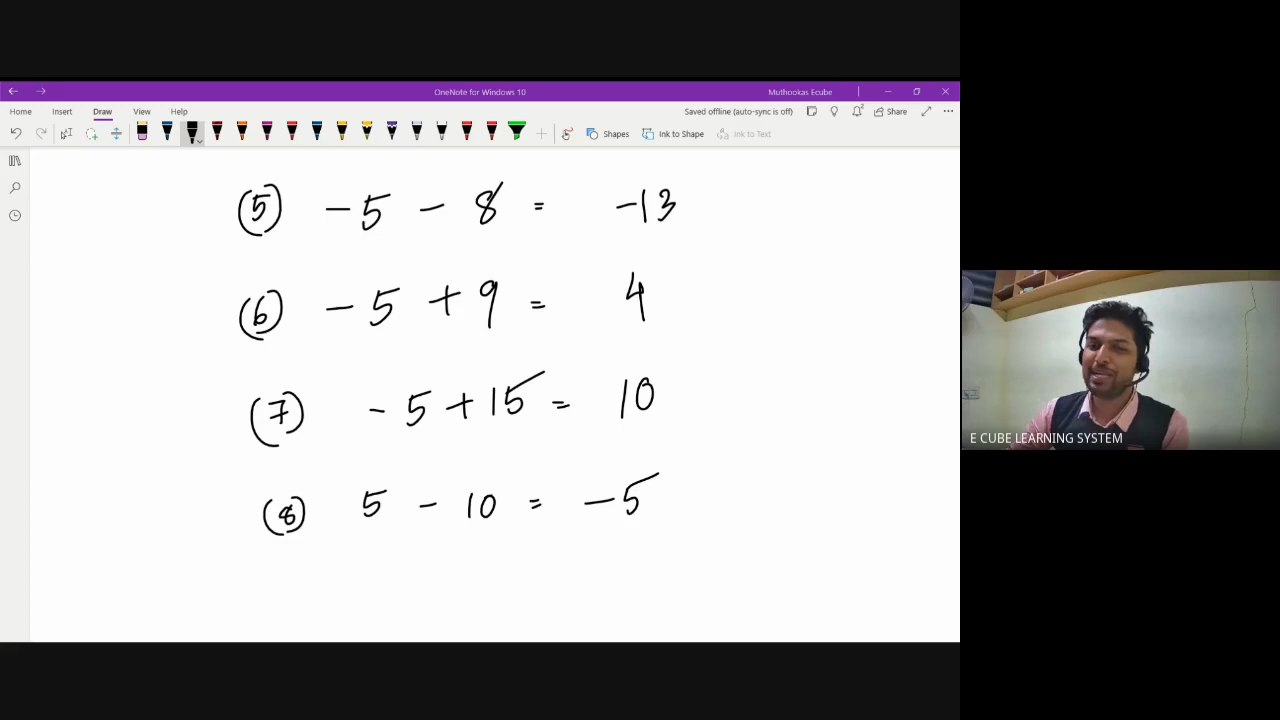 OneNote for Windows 10
Muthookas Ecube
Home Insert Draw View Help
Saved offline (auto-sync is off)
Share
Shapes
Ink to Shape
Ink to Text
(5) -5 - 8 = -13
(6) -5 + 9 = 4
(7) -5 + 15 = 10
(8) 5 - 10 = -5
E CUBE LEARNING SYSTEM